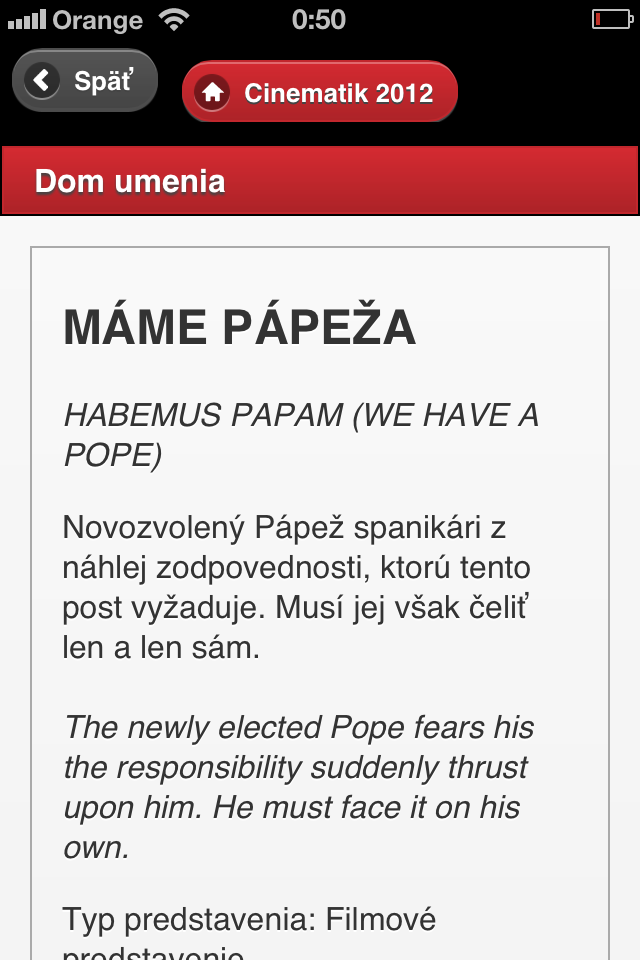 Orange 0:50
Späť Cinematik 2012
Dom umenia
MÁME PÁPEŽA
HABEMUS PAPAM (WE HAVE A
POPE)
Novozvolený Pápež spanikári z
náhlej zodpovednosti, ktorú tento
post vyžaduje. Musí jej však čeliť
len a len sám.
The newly elected Pope fears his
the responsibility suddenly thrust
upon him. He must face it on his
own.
Typ predstavenia: Filmové
predstavenie